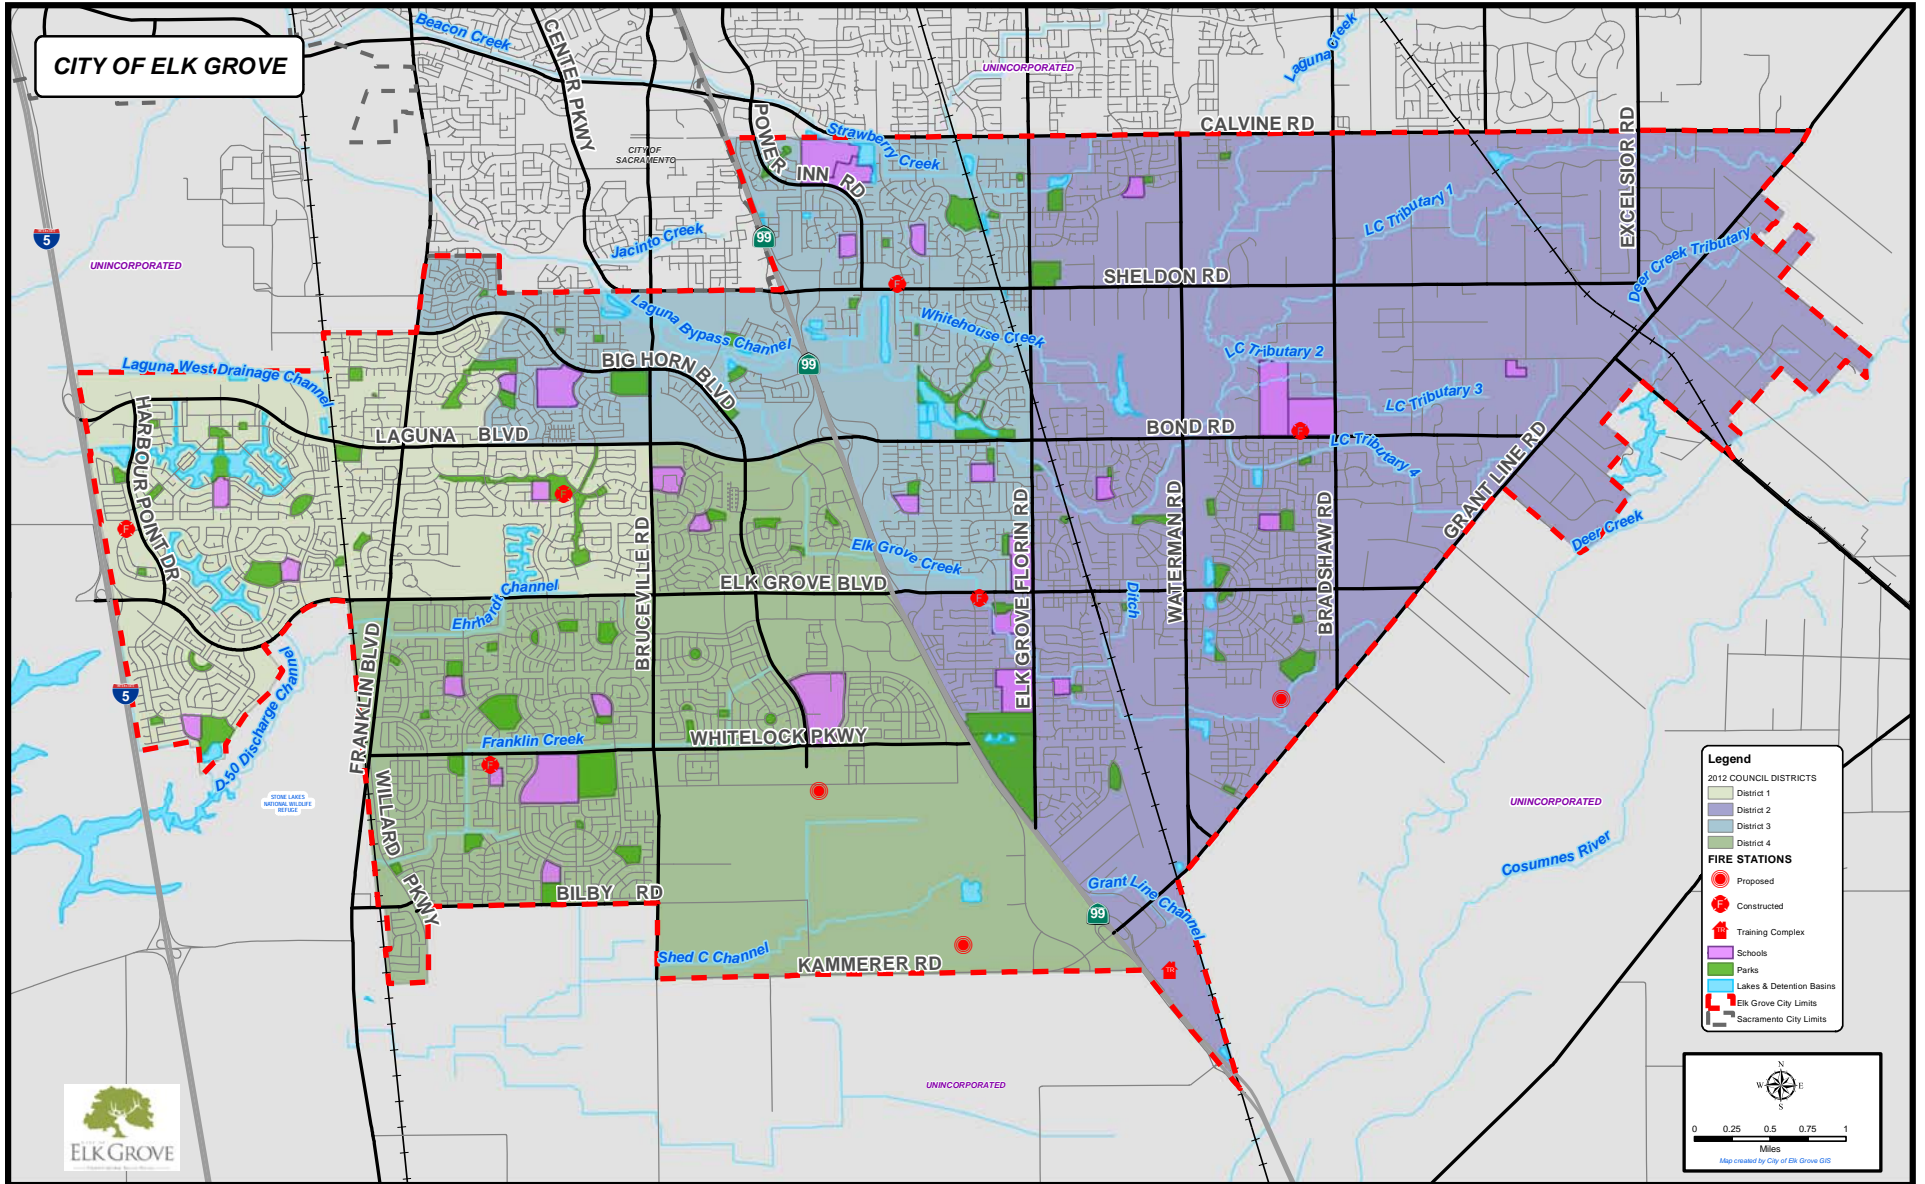 CITY OF ELK GROVE
Beacon Creek
CENTER PKWY
UNINCORPORATED
Laguna Creek
POWER INN RD
Strawberry Creek
CALVINE RD
EXCELSIOR RD
CITY OF
SACRAMENTO
LC Tributary 1
5
UNINCORPORATED
Jacinto Creek
99
SHELDON RD
Deer Creek Tributary
Laguna Bypass Channel
Whitehouse Creek
LC Tributary 2
Laguna West Drainage Channel
BIG HORN BLVD
99
LC Tributary 3
HARBOUR POINT DR
LAGUNA BLVD
BOND RD
LC Tributary 4
GRANT LINE RD
F
F
F
BRUCEVILLE RD
ELK GROVE FLORIN RD
WATERMAN RD
BRADSHAW RD
Deer Creek
Elk Grove Creek
ELK GROVE BLVD
Ehrhardt Channel
F
F
Ditch
FRANKLIN BLVD
5
D-50 Discharge Channel
Franklin Creek
WHITELOCK PKWY
F
WILLARD PKWY
STONE LAKES
NATIONAL WILDLIFE
REFUGE
UNINCORPORATED
Cosumnes River
BILBY RD
Grant Line Channel
99
Shed C Channel
KAMMERER RD
TR
UNINCORPORATED
Legend
2012 COUNCIL DISTRICTS
District 1
District 2
District 3
District 4
FIRE STATIONS
Proposed
F Constructed
TR Training Complex
Schools
Parks
Lakes & Detention Basins
Elk Grove City Limits
Sacramento City Limits
N
W E
S
0 0.25 0.5 0.75 1
Miles
Map created by City of Elk Grove GIS
ELK GROVE